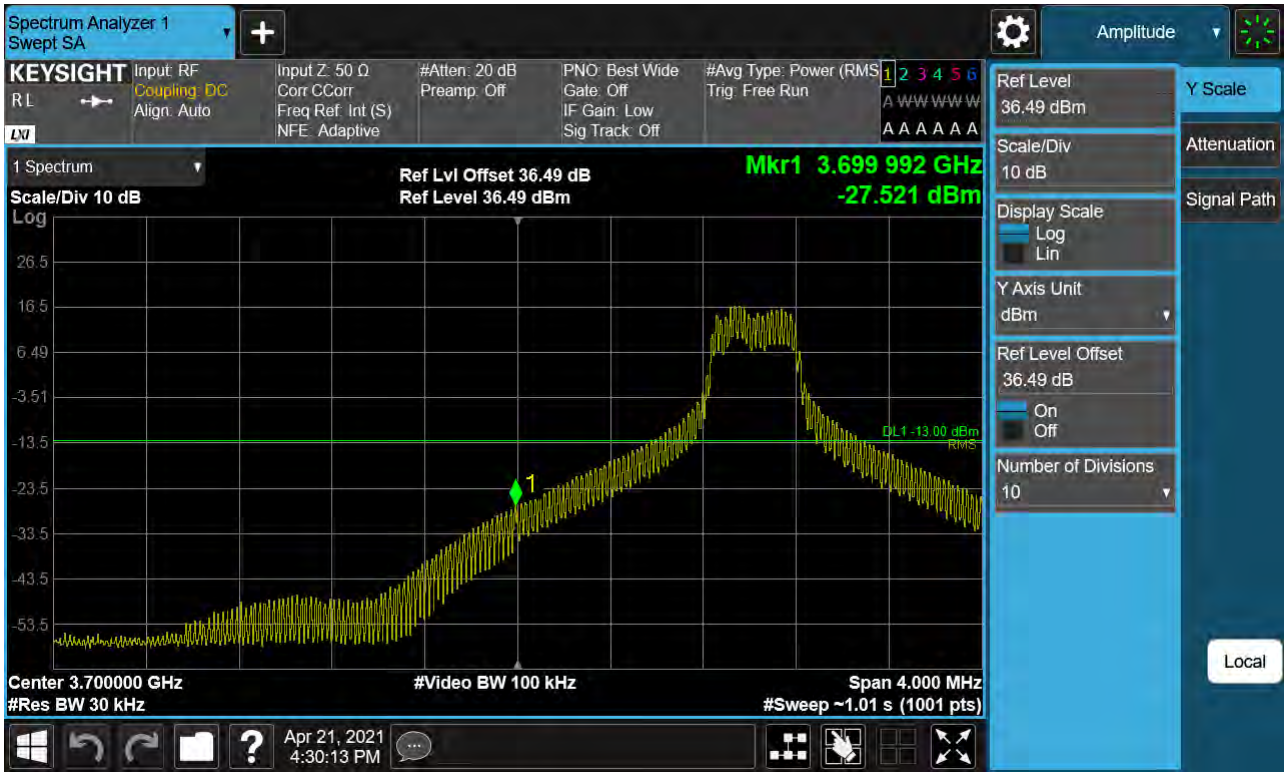 Spectrum Analyzer 1
Swept SA
+
Amplitude
KEYSIGHT
RL
LXI
Input: RF
Coupling: DC
Align: Auto
Input Z: 50 Ω
Corr CCorr
Freq Ref: Int (S)
NFE: Adaptive
#Atten: 20 dB
Preamp: Off
PNO: Best Wide
Gate: Off
IF Gain: Low
Sig Track: Off
#Avg Type: Power (RMS
Trig: Free Run
1 2 3 4 5 6
A W W W W W
A A A A A A
1 Spectrum
Scale/Div 10 dB
Log
Ref Lvl Offset 36.49 dB
Ref Level 36.49 dBm
Mkr1 3.699 992 GHz
-27.521 dBm
26.5
16.5
6.49
-3.51
-13.5
-23.5
-33.5
-43.5
-53.5
1
DL1 -13.00 dBm
RMS
Center 3.700000 GHz
#Res BW 30 kHz
#Video BW 100 kHz
Span 4.000 MHz
#Sweep ~1.01 s (1001 pts)
Ref Level
36.49 dBm
Scale/Div
10 dB
Display Scale
Log
Lin
Y Axis Unit
dBm
Ref Level Offset
36.49 dB
On
Off
Number of Divisions
10
Y Scale
Attenuation
Signal Path
Local
?
Apr 21, 2021
4:30:13 PM